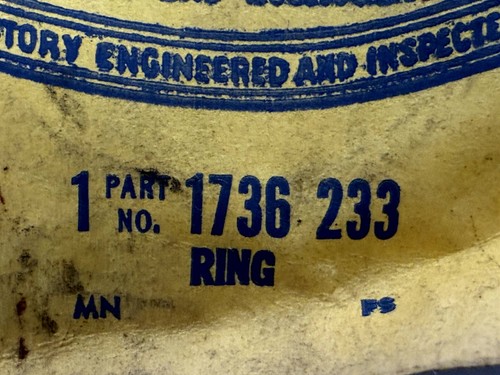 TORY ENGINEERED AND INSPECTE
1 PART NO. 1736 233
RING
MN FS